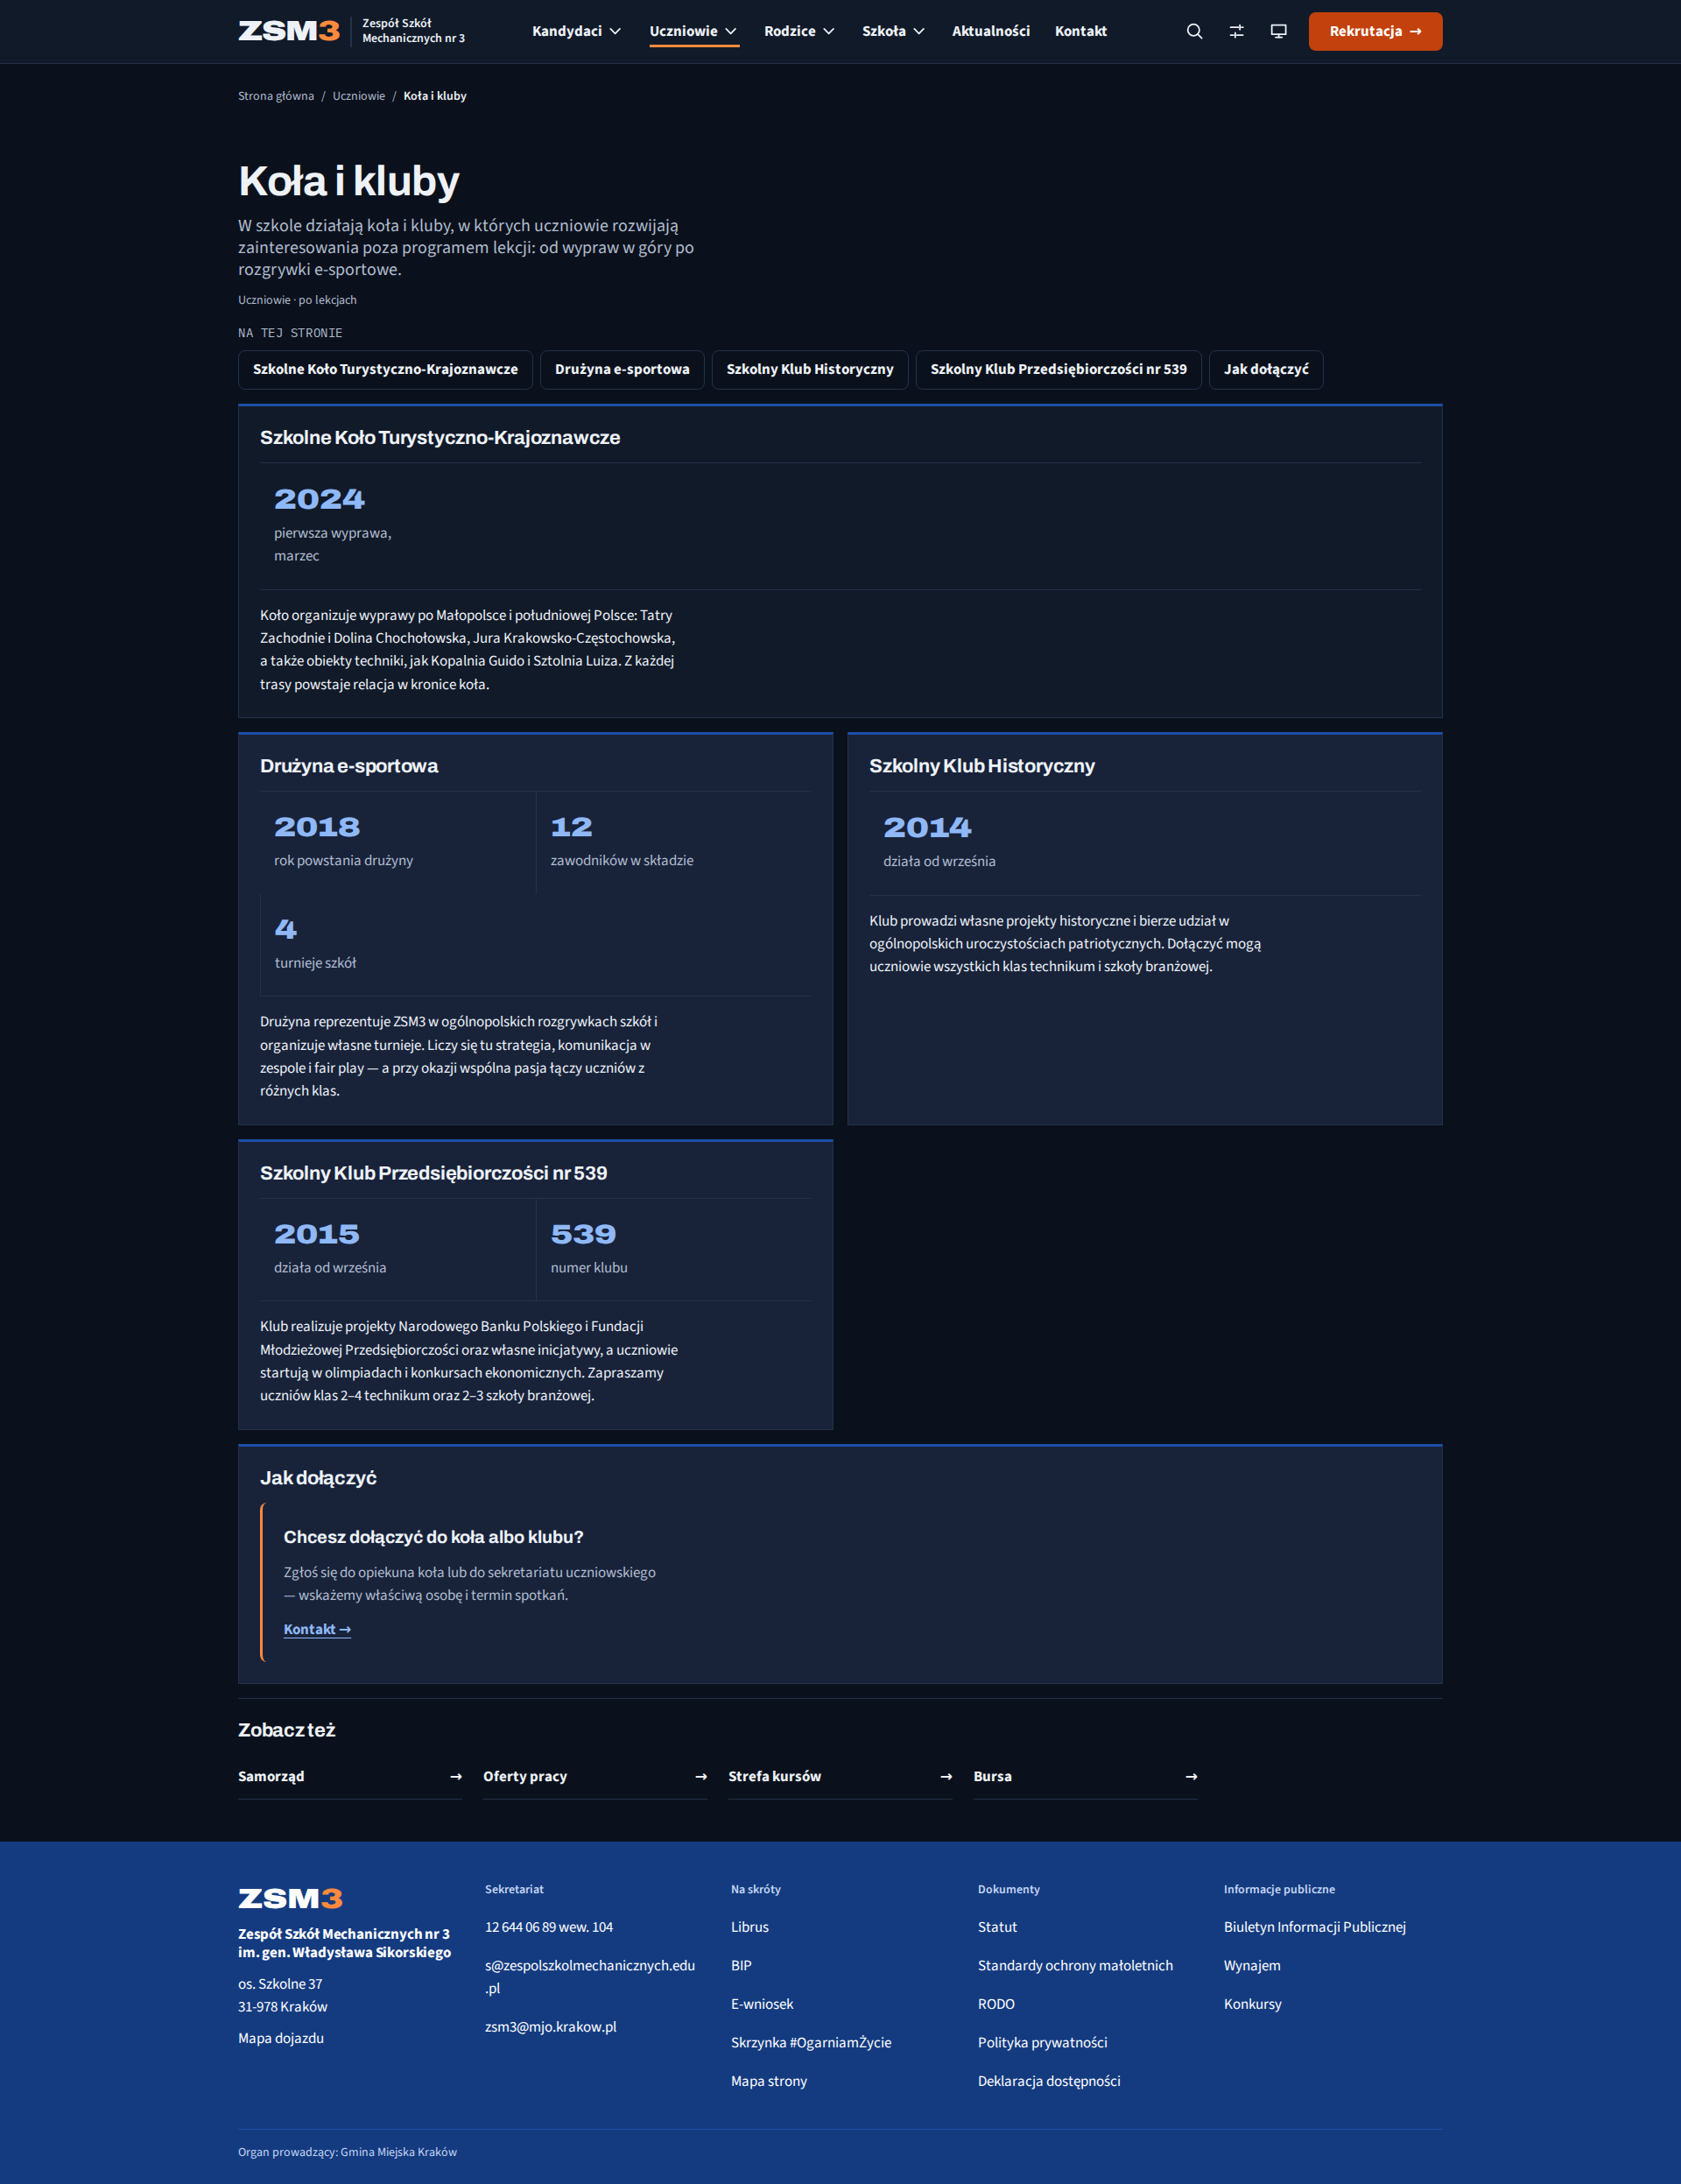 ZSM3
Zespół Szkół
Mechanicznych nr 3
Kandydaci
Uczniowie
Rodzice
Szkoła
Aktualności
Kontakt
Rekrutacja →
Strona główna / Uczniowie / Koła i kluby
Koła i kluby
W szkole działają koła i kluby, w których uczniowie rozwijają
zainteresowania poza programem lekcji: od wypraw w góry po
rozgrywki e-sportowe.
Uczniowie · po lekcjach
NA TEJ STRONIE
Szkolne Koło Turystyczno-Krajoznawcze
Drużyna e-sportowa
Szkolny Klub Historyczny
Szkolny Klub Przedsiębiorczości nr 539
Jak dołączyć
Szkolne Koło Turystyczno-Krajoznawcze
2024
pierwsza wyprawa,
marzec
Koło organizuje wyprawy po Małopolsce i południowej Polsce: Tatry
Zachodnie i Dolina Chochołowska, Jura Krakowsko-Częstochowska,
a także obiekty techniki, jak Kopalnia Guido i Sztolnia Luiza. Z każdej
trasy powstaje relacja w kronice koła.
Drużyna e-sportowa
2018
rok powstania drużyny
12
zawodników w składzie
4
turnieje szkół
Drużyna reprezentuje ZSM3 w ogólnopolskich rozgrywkach szkół i
organizuje własne turnieje. Liczy się tu strategia, komunikacja w
zespole i fair play — a przy okazji wspólna pasja łączy uczniów z
różnych klas.
Szkolny Klub Historyczny
2014
działa od września
Klub prowadzi własne projekty historyczne i bierze udział w
ogólnopolskich uroczystościach patriotycznych. Dołączyć mogą
uczniowie wszystkich klas technikum i szkoły branżowej.
Szkolny Klub Przedsiębiorczości nr 539
2015
działa od września
539
numer klubu
Klub realizuje projekty Narodowego Banku Polskiego i Fundacji
Młodzieżowej Przedsiębiorczości oraz własne inicjatywy, a uczniowie
startują w olimpiadach i konkursach ekonomicznych. Zapraszamy
uczniów klas 2–4 technikum oraz 2–3 szkoły branżowej.
Jak dołączyć
Chcesz dołączyć do koła albo klubu?
Zgłoś się do opiekuna koła lub do sekretariatu uczniowskiego
— wskażemy właściwą osobę i termin spotkań.
Kontakt →
Zobacz też
Samorząd →
Oferty pracy →
Strefa kursów →
Bursa →
ZSM3
Zespół Szkół Mechanicznych nr 3
im. gen. Władysława Sikorskiego
os. Szkolne 37
31-978 Kraków
Mapa dojazdu
Sekretariat
12 644 06 89 wew. 104
s@zespolszkolmechanicznych.edu
.pl
zsm3@mjo.krakow.pl
Na skróty
Librus
BIP
E-wniosek
Skrzynka #OgarniamŻycie
Mapa strony
Dokumenty
Statut
Standardy ochrony małoletnich
RODO
Polityka prywatności
Deklaracja dostępności
Informacje publiczne
Biuletyn Informacji Publicznej
Wynajem
Konkursy
Organ prowadzący: Gmina Miejska Kraków